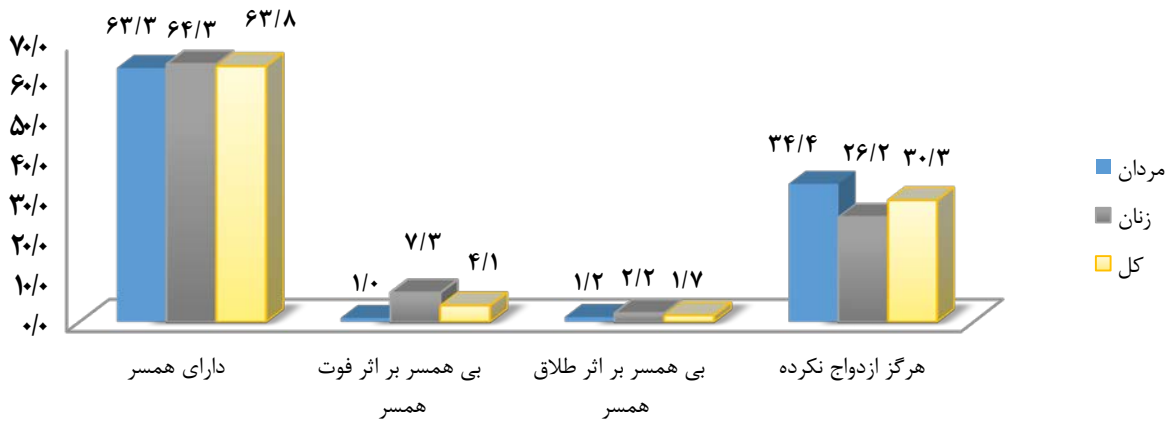 ۶۳/۳ ۶۴/۳ ۶۳/۸
۱/۰ ۷/۳ ۴/۱
۱/۲ ۲/۲ ۱/۷
۳۴/۴ ۲۶/۲ ۳۰/۳
۷۰/۰
۶۰/۰
۵۰/۰
۴۰/۰
۳۰/۰
۲۰/۰
۱۰/۰
۰/۰
دارای همسر
بی همسر بر اثر فوت
همسر
بی همسر بر اثر طلاق
همسر
هرگز ازدواج نکرده
مردان
زنان
کل